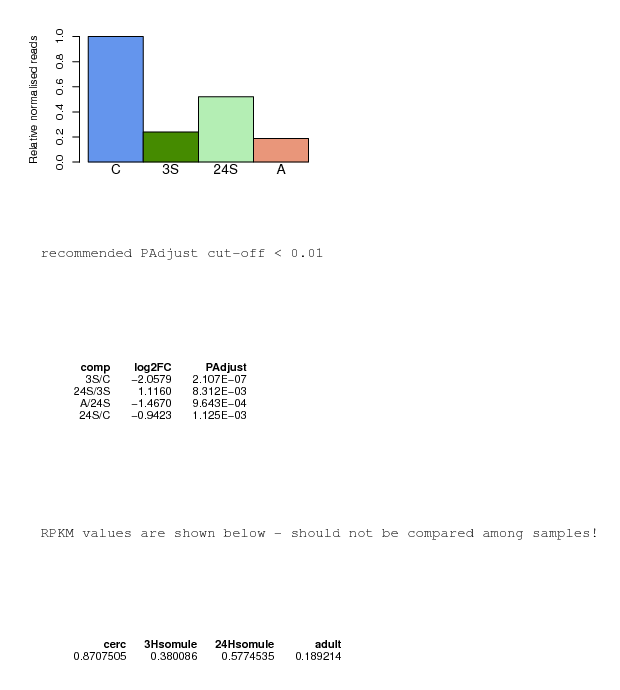 Relative normalised reads
1.0
0.8
0.6
0.4
0.2
0.0
C 3S 24S A
recommended PAdjust cut-off < 0.01
comp log2FC PAdjust
3S/C −2.0579 2.107E−07
24S/3S 1.1160 8.312E−03
A/24S −1.4670 9.643E−04
24S/C −0.9423 1.125E−03
RPKM values are shown below - should not be compared among samples!
cerc 3Hsomule 24Hsomule adult
0.8707505 0.380086 0.5774535 0.189214